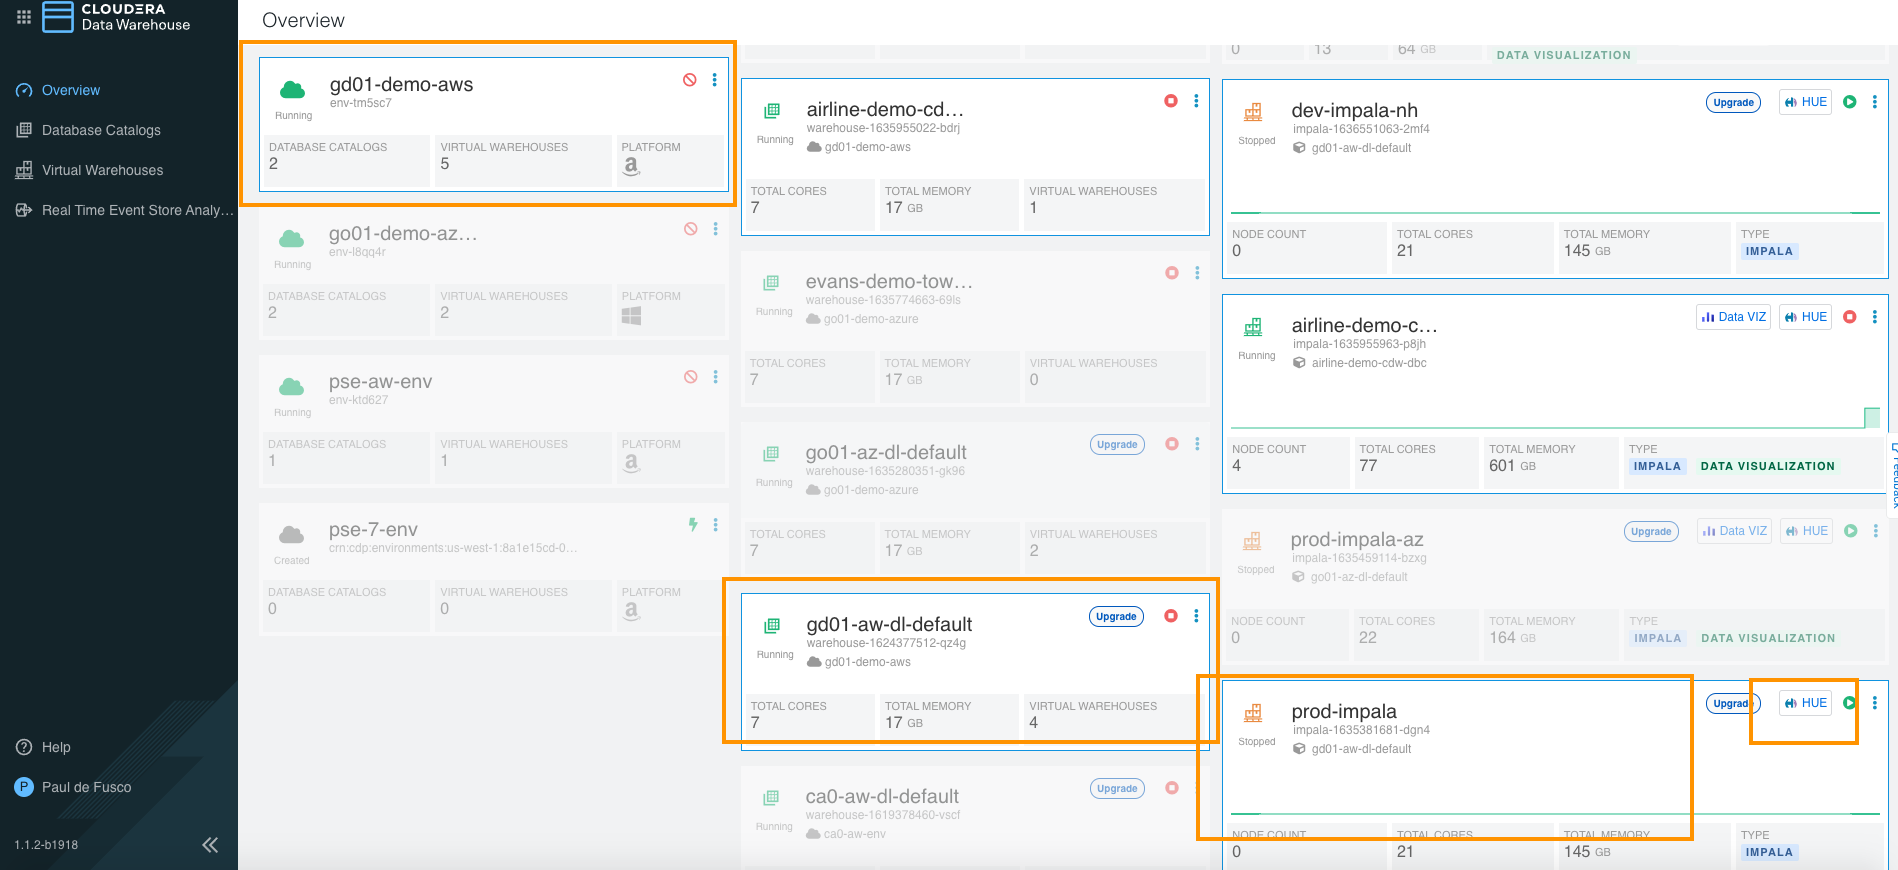 CLOUDERA
Data Warehouse
Overview
Database Catalogs
Virtual Warehouses
Real Time Event Store Analy...
Help
P
Paul de Fusco
1.1.2-b1918
Overview
gd01-demo-aws
env-tm5sc7
Running
DATABASE CATALOGS
2
VIRTUAL WAREHOUSES
5
PLATFORM
a
go01-demo-az...
env-l8qq4r
Running
DATABASE CATALOGS
2
VIRTUAL WAREHOUSES
2
PLATFORM
pse-aw-env
env-ktd627
Running
DATABASE CATALOGS
1
VIRTUAL WAREHOUSES
1
PLATFORM
a
pse-7-env
crn:cdp:environments:us-west-1:8a1e15cd-0...
Created
DATABASE CATALOGS
0
VIRTUAL WAREHOUSES
0
PLATFORM
a
airline-demo-cd...
warehouse-1635955022-bdrj
Running
gd01-demo-aws
TOTAL CORES
7
TOTAL MEMORY
17 GB
VIRTUAL WAREHOUSES
1
evans-demo-tow...
warehouse-1635774663-69ls
Running
go01-demo-azure
TOTAL CORES
7
TOTAL MEMORY
17 GB
VIRTUAL WAREHOUSES
0
go01-az-dl-default
Upgrade
warehouse-1635280351-gk96
Running
go01-demo-azure
TOTAL CORES
7
TOTAL MEMORY
17 GB
VIRTUAL WAREHOUSES
2
gd01-aw-dl-default
Upgrade
warehouse-1624377512-qz4g
Running
gd01-demo-aws
TOTAL CORES
7
TOTAL MEMORY
17 GB
VIRTUAL WAREHOUSES
4
ca0-aw-dl-default
Upgrade
warehouse-1619378460-vscf
Running
ca0-aw-env
0
13
64 GB
DATA VISUALIZATION
dev-impala-nh
Upgrade
HUE
impala-1636551063-2mf4
Stopped
gd01-aw-dl-default
NODE COUNT
0
TOTAL CORES
21
TOTAL MEMORY
145 GB
TYPE
IMPALA
airline-demo-c...
Data VIZ
HUE
impala-1635955963-p8jh
Running
airline-demo-cdw-dbc
NODE COUNT
4
TOTAL CORES
77
TOTAL MEMORY
601 GB
TYPE
IMPALA
DATA VISUALIZATION
prod-impala-az
Upgrade
Data VIZ
HUE
impala-1635459114-bzxg
Stopped
go01-az-dl-default
NODE COUNT
0
TOTAL CORES
22
TOTAL MEMORY
164 GB
TYPE
IMPALA
DATA VISUALIZATION
prod-impala
Upgrade
HUE
impala-1635381681-dgn4
Stopped
gd01-aw-dl-default
NODE COUNT
0
TOTAL CORES
21
TOTAL MEMORY
145 GB
TYPE
IMPALA
Feedback